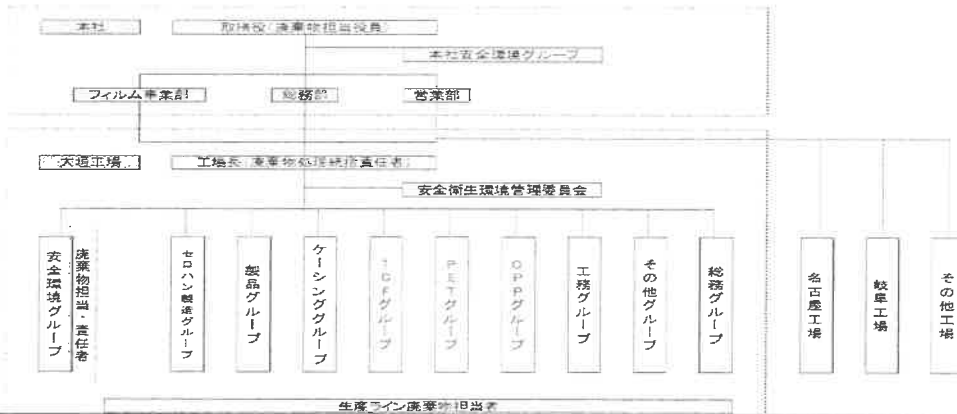 本社
取締役(廃棄物担当役員)
本社安全環境グループ
フィルム事業部
総務部
営業部
大垣工場
工場長(廃棄物処理統括責任者)
安全衛生環境管理委員会
安全環境グループ
廃棄物担当・責任者
セロハン製造グループ
製品グループ
ケーシンググループ
TCFグループ
PETグループ
OPPグループ
工務グループ
その他グループ
総務グループ
名古屋工場
岐阜工場
その他工場
生産ライン廃棄物担当者